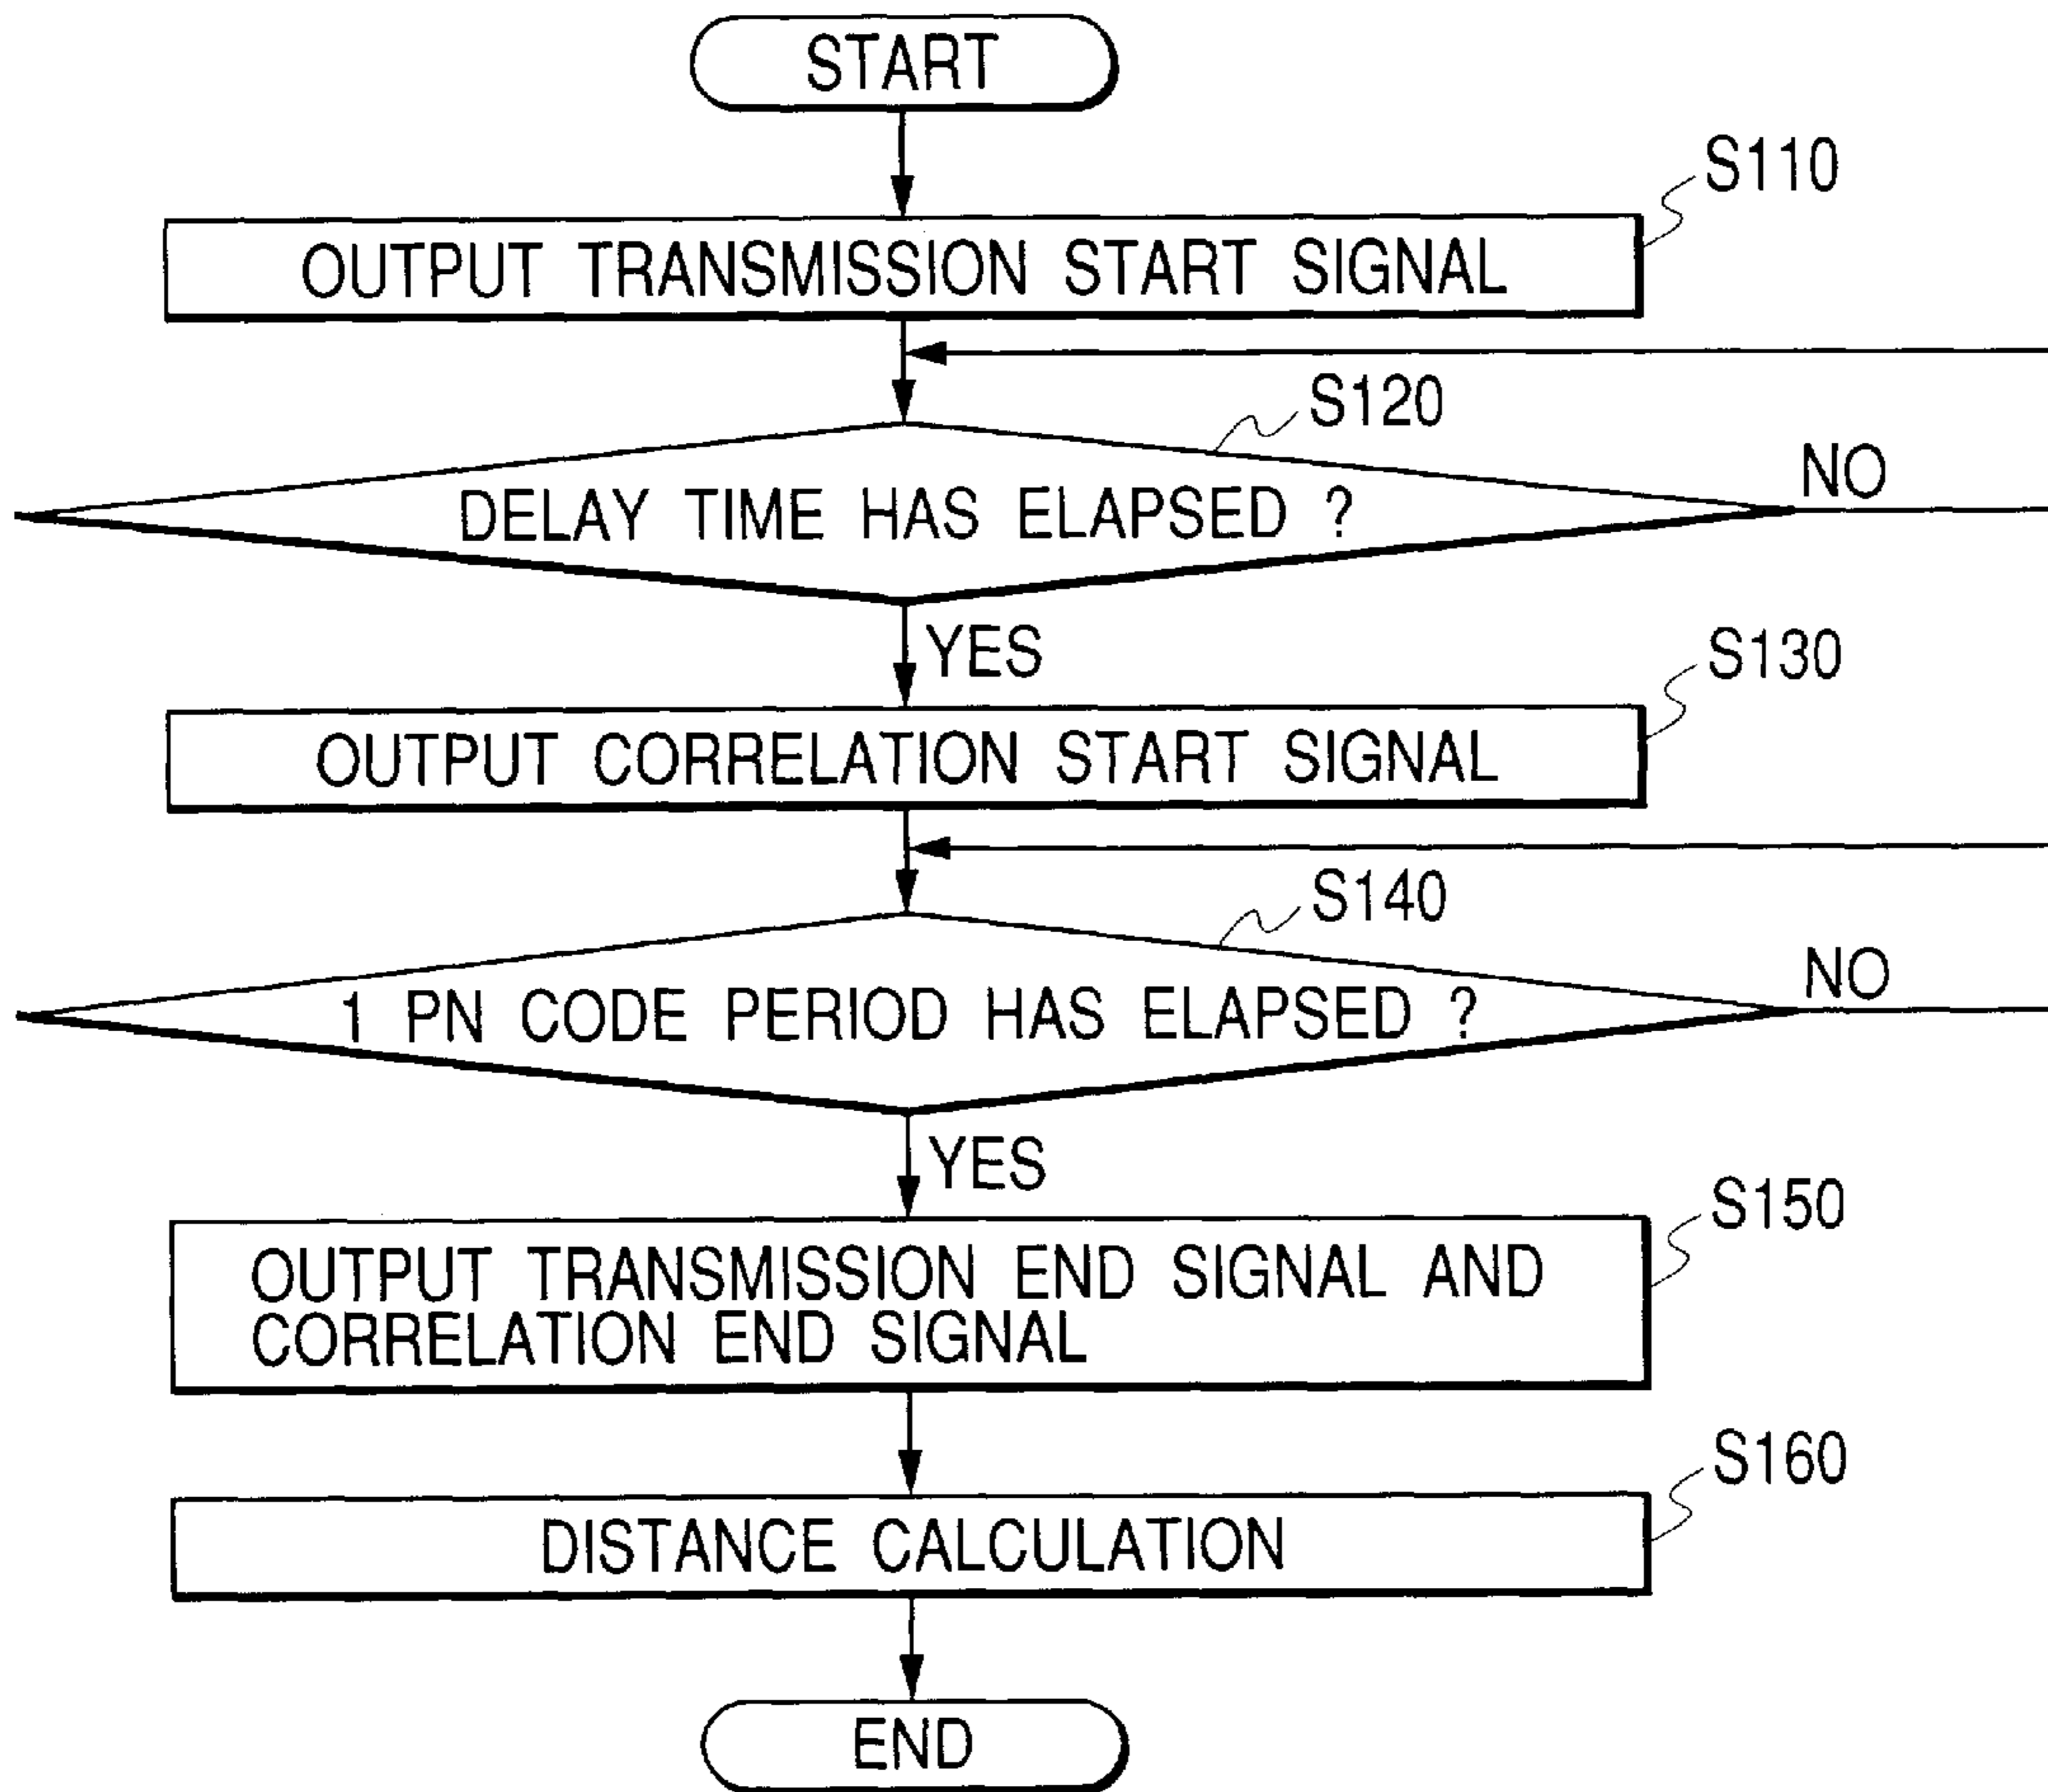 START
S110
OUTPUT TRANSMISSION START SIGNAL
S120
NO
DELAY TIME HAS ELAPSED ?
YES
S130
OUTPUT CORRELATION START SIGNAL
S140
NO
1 PN CODE PERIOD HAS ELAPSED ?
YES
S150
OUTPUT TRANSMISSION END SIGNAL AND
CORRELATION END SIGNAL
S160
DISTANCE CALCULATION
END